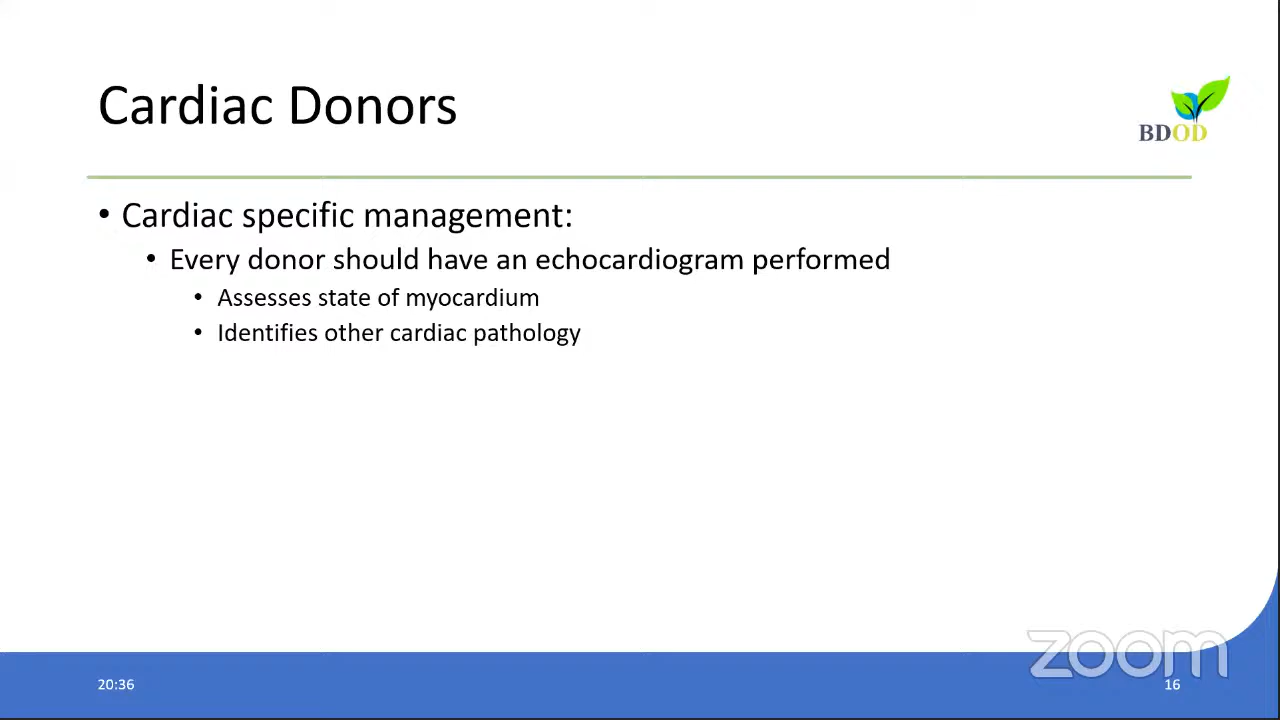 Cardiac Donors
BDOD
• Cardiac specific management:
• Every donor should have an echocardiogram performed
• Assesses state of myocardium
• Identifies other cardiac pathology
zoom
20:36
16